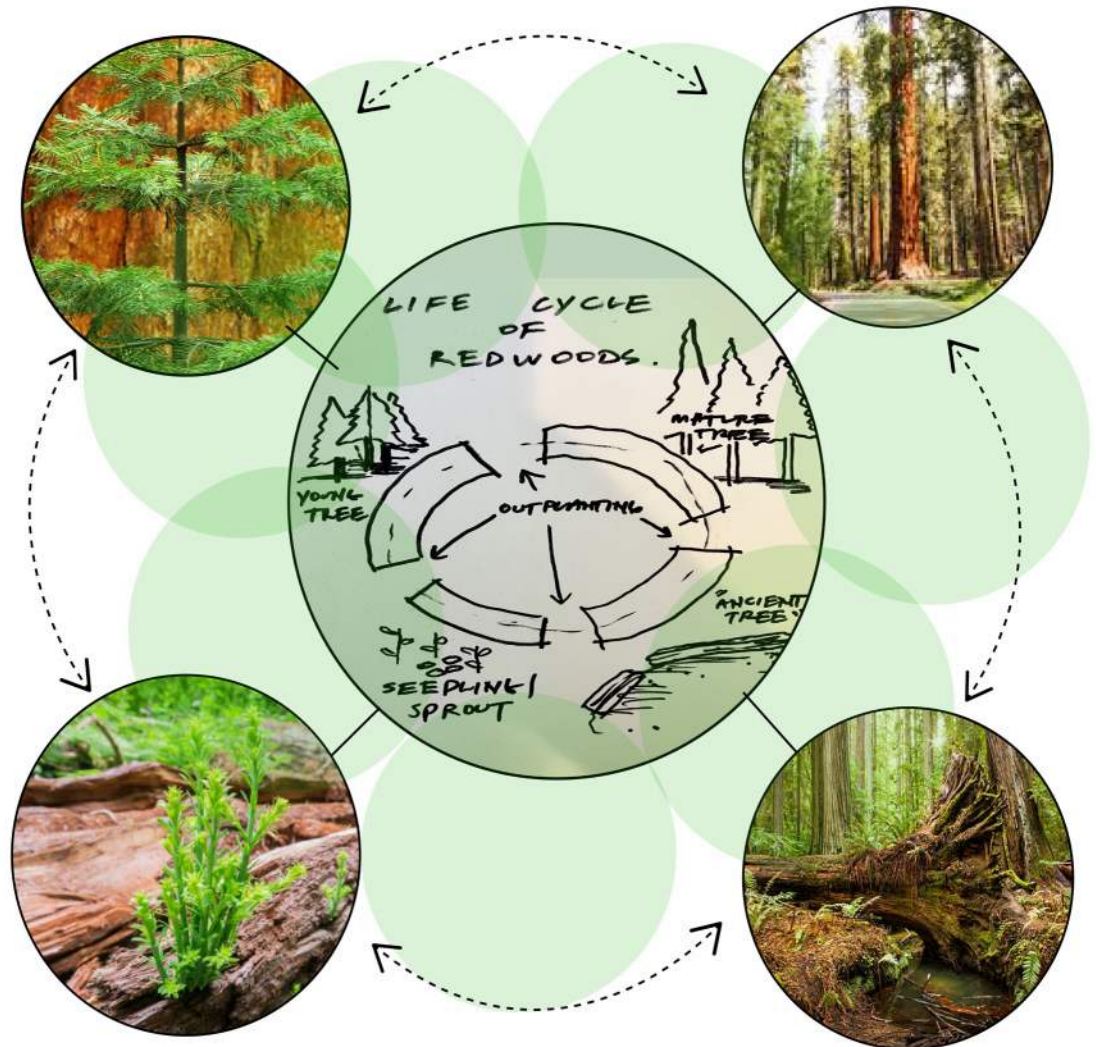 LIFE CYCLE
OF
REDWOODS.
MATURE
TREE
YOUNG
TREE
OUTPLANTING
"ANCIENT
TREE"
SEEDLING/
SPROUT